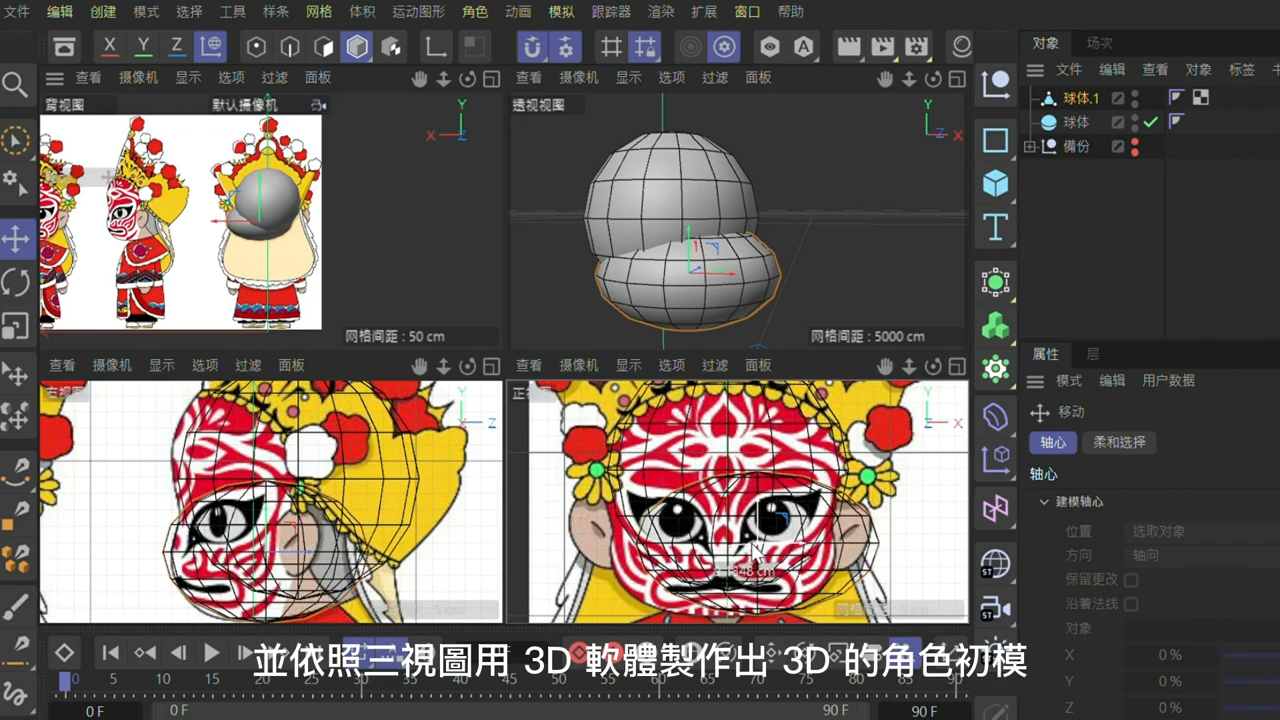 文件 编辑 创建 模式 选择 工具 样条 网格 体积 运动图形 角色 动画 模拟 跟踪器 渲染 扩展 窗口 帮助
X Y Z
对象 场次
文件 编辑 查看 对象 标签
球体.1
球体
備份
查看 摄像机 显示 选项 过滤 面板
背视图 默认摄像机
Y X Z
网格间距 : 50 cm
查看 摄像机 显示 选项 过滤 面板
透视视图
Y Z X
网格间距 : 5000 cm
查看 摄像机 显示 选项 过滤 面板
右视图
Y X Z
查看 摄像机 显示 选项 过滤 面板
Y Z X
属性 层
模式 编辑 用户数据
移动
轴心 柔和选择
轴心
建模轴心
位置 选取对象
方向 轴向
保留更改
沿着法线
对象
X 0 %
Y 0 %
Z 0 %
ST
ST
並依照三視圖用 3D 軟體製作出 3D 的角色初模
0 5 10 15 20 25 30 35 40 45 50 55 60 65 70 75 80 85 90
0 F 0 F 90 F 90 F